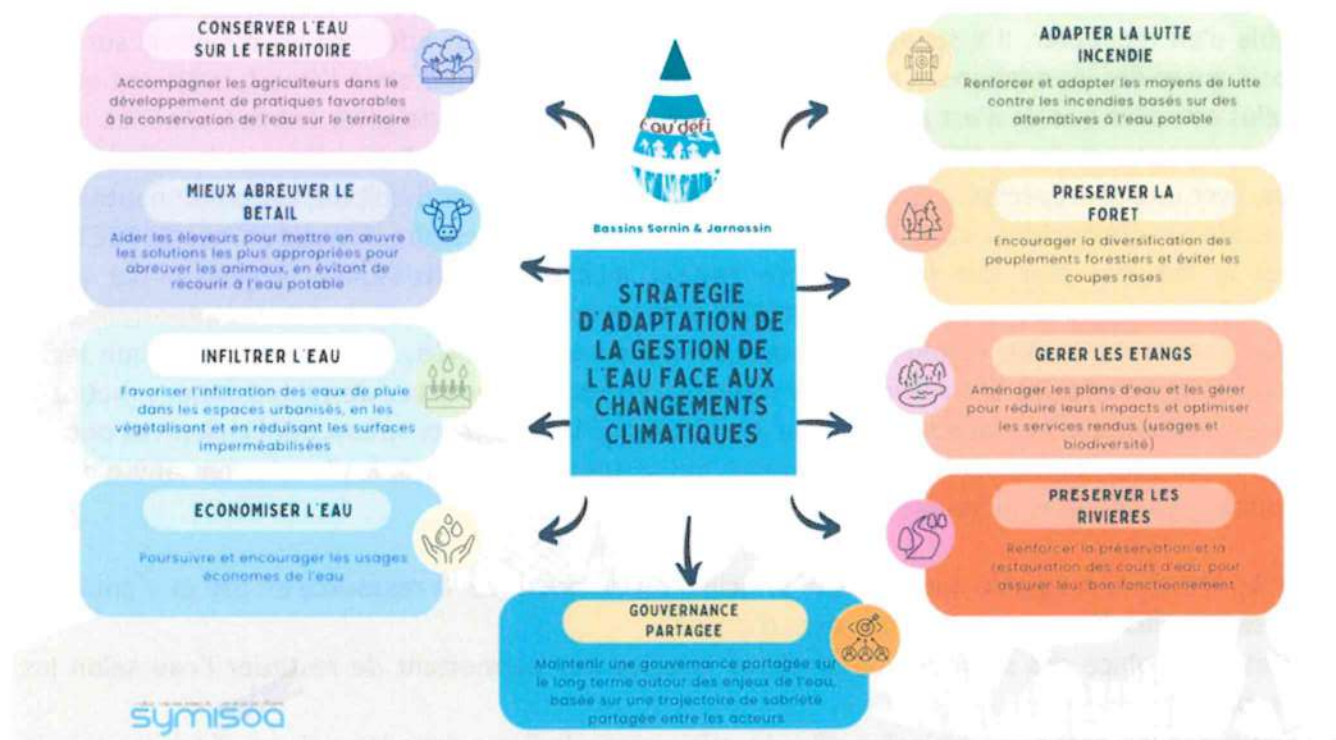 CONSERVER L'EAU
SUR LE TERRITOIRE
Accompagner les agriculteurs dans le
développement de pratiques favorables
à la conservation de l'eau sur le territoire
MIEUX ABREUVER LE
BETAIL
Aider les éleveurs pour mettre en œuvre
les solutions les plus appropriées pour
abreuver les animaux, en évitant de
recourir à l'eau potable
INFILTRER L'EAU
Favoriser l'infiltration des eaux de pluie
dans les espaces urbanisés, en les
végétalisant et en réduisant les surfaces
imperméabilisées
ECONOMISER L'EAU
Poursuivre et encourager les usages
économes de l'eau
symisoa
Eau'défi
Bassins Sornin & Jarnossin
STRATEGIE
D'ADAPTATION DE
LA GESTION DE
L'EAU FACE AUX
CHANGEMENTS
CLIMATIQUES
GOUVERNANCE
PARTAGEE
Maintenir une gouvernance partagée sur
le long terme autour des enjeux de l'eau,
basée sur une trajectoire de sobriété
partagée entre les acteurs
ADAPTER LA LUTTE
INCENDIE
Renforcer et adapter les moyens de lutte
contre les incendies basés sur des
alternatives à l'eau potable
PRESERVER LA
FORET
Encourager la diversification des
peuplements forestiers et éviter les
coupes rases
GERER LES ETANGS
Aménager les plans d'eau et les gérer
pour réduire leurs impacts et optimiser
les services rendus (usages et
biodiversité)
PRESERVER LES
RIVIERES
Renforcer la préservation et la
restauration des cours d'eau, pour
assurer leur bon fonctionnement